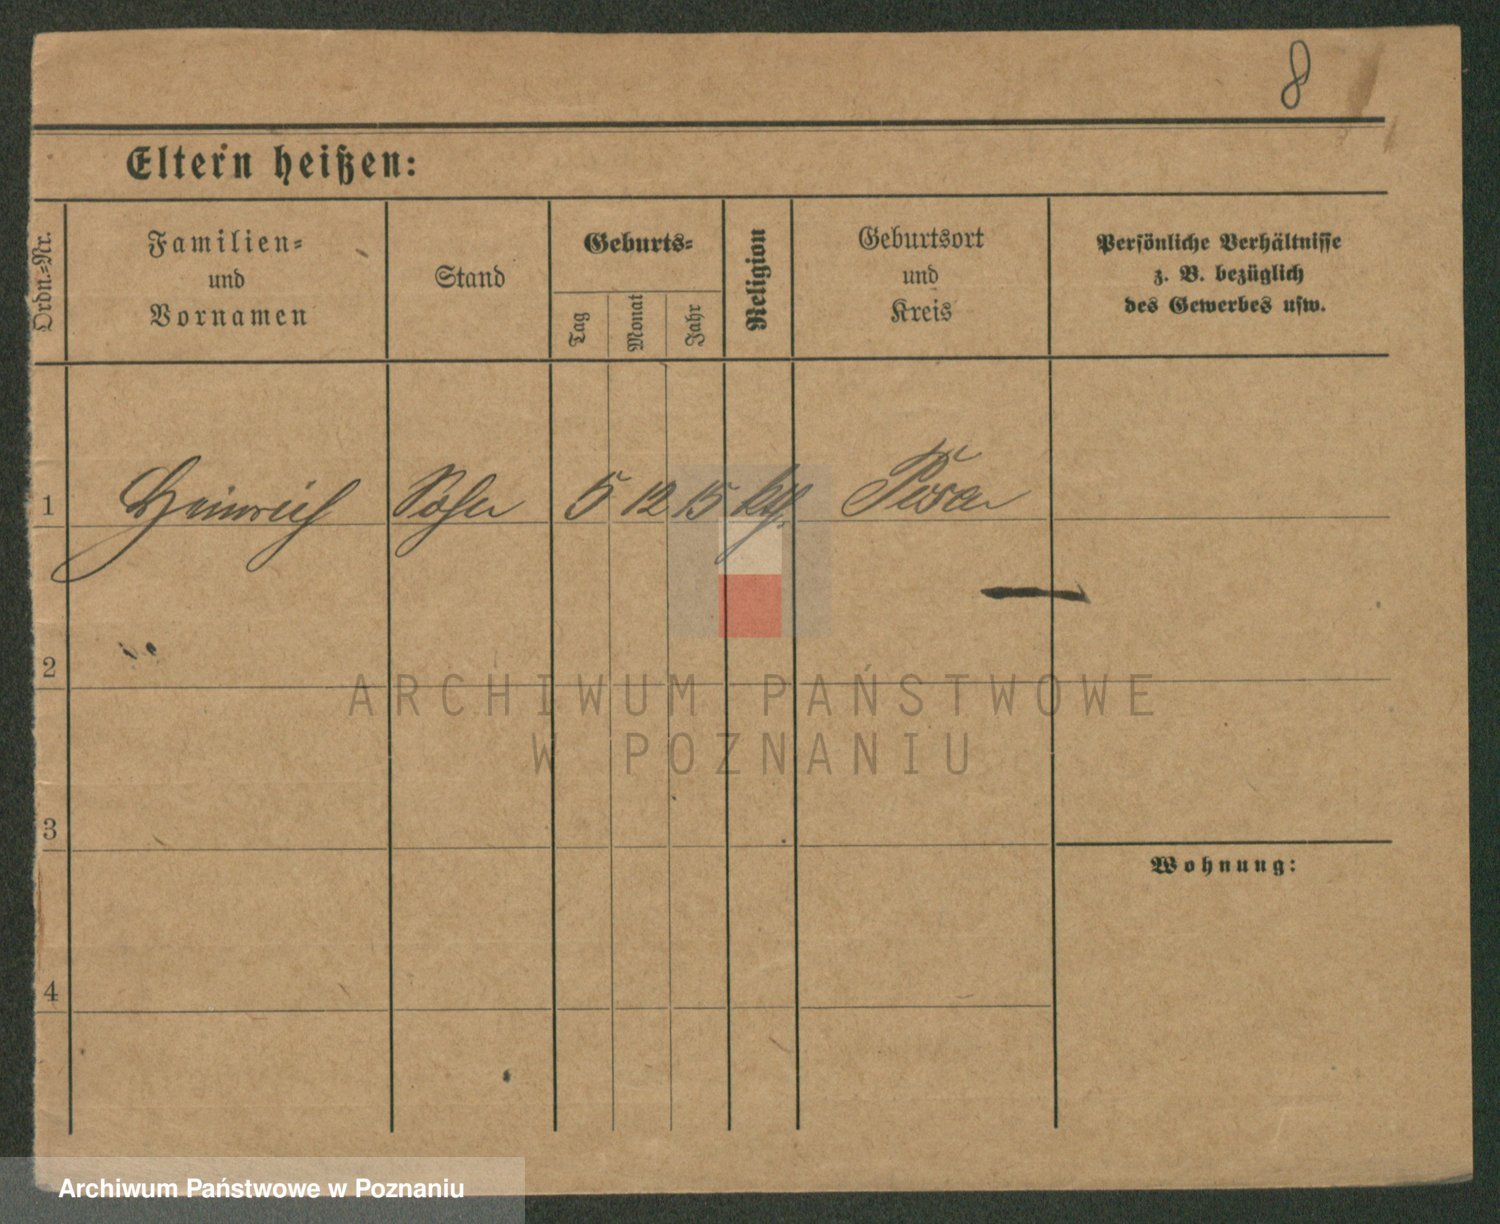 8
Eltern heißen:
Ordn.-Nr.
Familien-
und
Vornamen
Stand
Geburts-
Tag
Monat
Jahr
Religion
Geburtsort
und
Kreis
Persönliche Verhältnisse
z. B. bezüglich
des Gewerbes usw.
1 Heinrich Sohn 5 12 15 kth. Posen
2
ARCHIWUM PAŃSTWOWE
W POZNANIU
3
Wohnung:
4
Archiwum Państwowe w Poznaniu